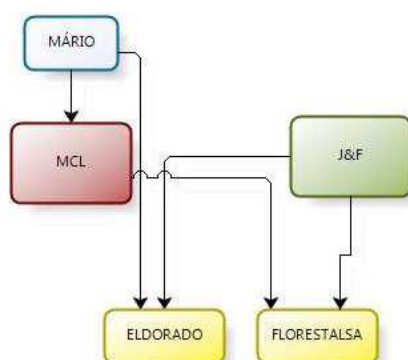 MÁRIO
MCL
J&F
ELDORADO
FLORESTALSA